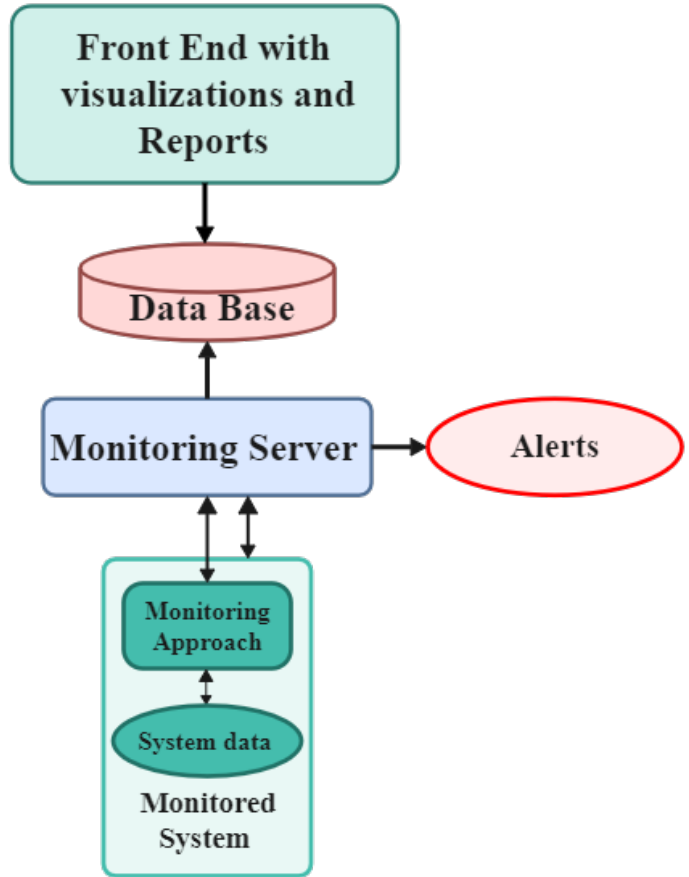 Front End with
visualizations and
Reports
Data Base
Monitoring Server
Alerts
Monitoring
Approach
System data
Monitored
System